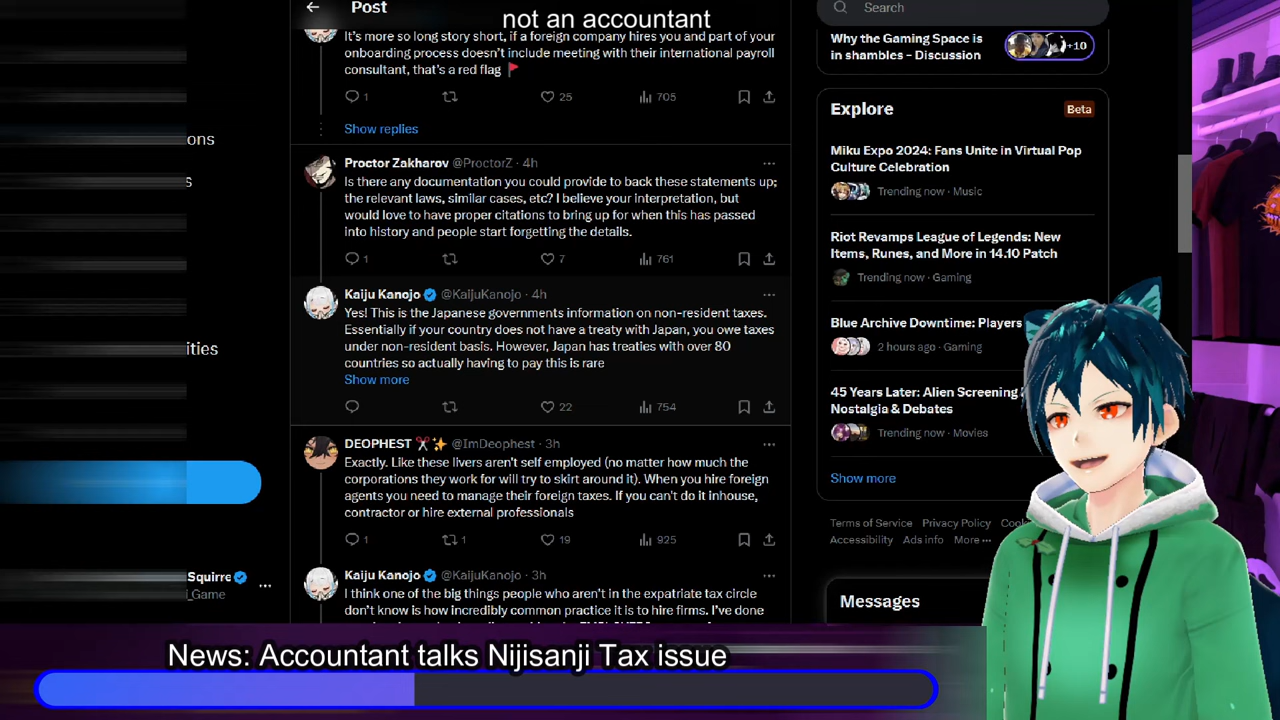 Post
not an accountant
It's more so long story short, if a foreign company hires you and part of your
onboarding process doesn't include meeting with their international payroll
consultant, that's a red flag 🚩
1
25
705
Show replies
Proctor Zakharov @ProctorZ · 4h
Is there any documentation you could provide to back these statements up;
the relevant laws, similar cases, etc? I believe your interpretation, but
would love to have proper citations to bring up for when this has passed
into history and people start forgetting the details.
1
7
761
Kaiju Kanojo @KaijuKanojo · 4h
Yes! This is the Japanese governments information on non-resident taxes.
Essentially if your country does not have a treaty with Japan, you owe taxes
under non-resident basis. However, Japan has treaties with over 80
countries so actually having to pay this is rare
Show more
22
754
DEOPHEST ✂️✨ @ImDeophest · 3h
Exactly. Like these livers aren't self employed (no matter how much the
corporations they work for will try to skirt around it). When you hire foreign
agents you need to manage their foreign taxes. If you can't do it inhouse,
contractor or hire external professionals
1
1
19
925
Kaiju Kanojo @KaijuKanojo · 3h
I think one of the big things people who aren't in the expatriate tax circle
don't know is how incredibly common practice it is to hire firms. I've done
ons
s
ities
Squirre
_Game
Search
Why the Gaming Space is
in shambles – Discussion
+10
Explore
Beta
Miku Expo 2024: Fans Unite in Virtual Pop
Culture Celebration
Trending now · Music
Riot Revamps League of Legends: New
Items, Runes, and More in 14.10 Patch
Trending now · Gaming
Blue Archive Downtime: Players
2 hours ago · Gaming
45 Years Later: Alien Screening
Nostalgia & Debates
Trending now · Movies
Show more
Terms of Service Privacy Policy Cook
Accessibility Ads info More ···
Messages
News: Accountant talks Nijisanji Tax issue